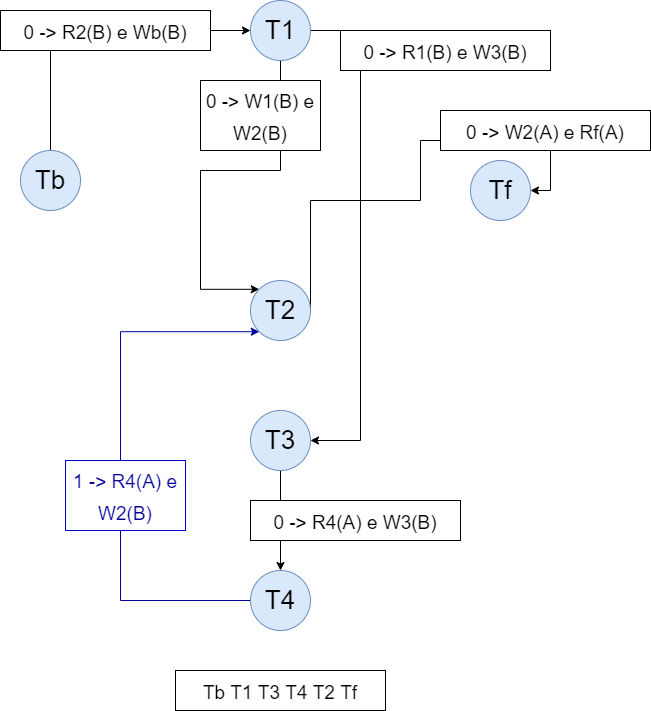 0 -> R2(B) e Wb(B)
T1
0 -> R1(B) e W3(B)
0 -> W1(B) e
W2(B)
0 -> W2(A) e Rf(A)
Tb
Tf
T2
T3
1 -> R4(A) e
W2(B)
0 -> R4(A) e W3(B)
T4
Tb T1 T3 T4 T2 Tf